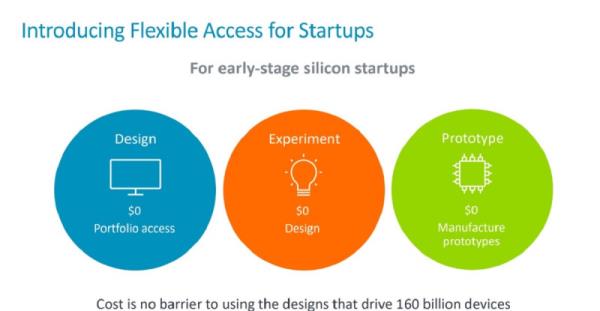 Introducing Flexible Access for Startups
For early-stage silicon startups
Design
$0
Portfolio access
Experiment
$0
Design
Prototype
$0
Manufacture
prototypes
Cost is no barrier to using the designs that drive 160 billion devices